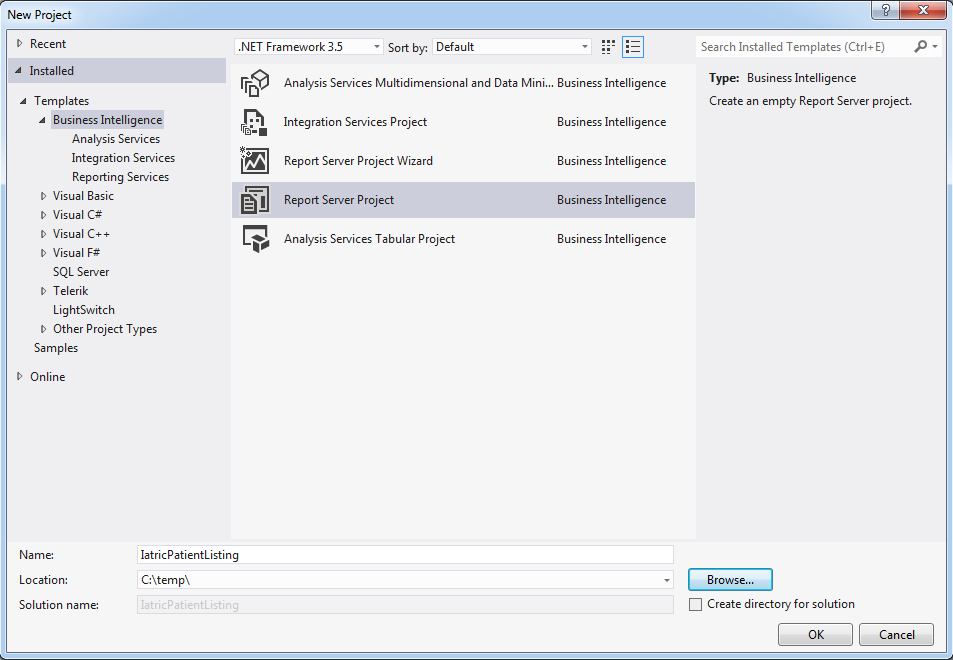 New Project
Recent
Installed
Templates
Business Intelligence
Analysis Services
Integration Services
Reporting Services
Visual Basic
Visual C#
Visual C++
Visual F#
SQL Server
Telerik
LightSwitch
Other Project Types
Samples
Online
.NET Framework 3.5 Sort by: Default
Analysis Services Multidimensional and Data Mini... Business Intelligence
Integration Services Project Business Intelligence
Report Server Project Wizard Business Intelligence
Report Server Project Business Intelligence
Analysis Services Tabular Project Business Intelligence
Search Installed Templates (Ctrl+E)
Type: Business Intelligence
Create an empty Report Server project.
Name: IatricPatientListing
Location: C:\temp\ Browse...
Solution name: IatricPatientListing Create directory for solution
OK Cancel